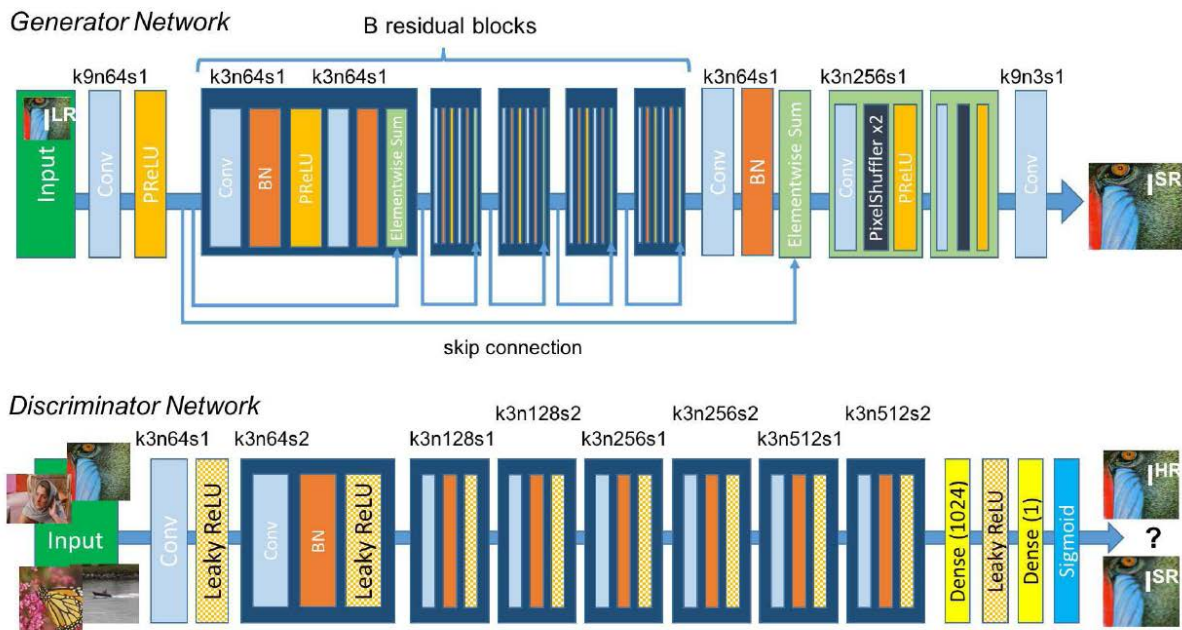 Generator Network
B residual blocks
k9n64s1
k3n64s1
k3n64s1
k3n64s1
k3n256s1
k9n3s1
I LR
Input
Conv
PReLU
Conv
BN
PReLU
Elementwise Sum
Conv
BN
Elementwise Sum
Conv
PixelShuffler x2
PReLU
Conv
I SR
skip connection
Discriminator Network
k3n128s2
k3n256s2
k3n512s2
k3n64s1
k3n64s2
k3n128s1
k3n256s1
k3n512s1
Input
Conv
Leaky ReLU
Conv
BN
Leaky ReLU
Dense (1024)
Leaky ReLU
Dense (1)
Sigmoid
I HR
?
I SR